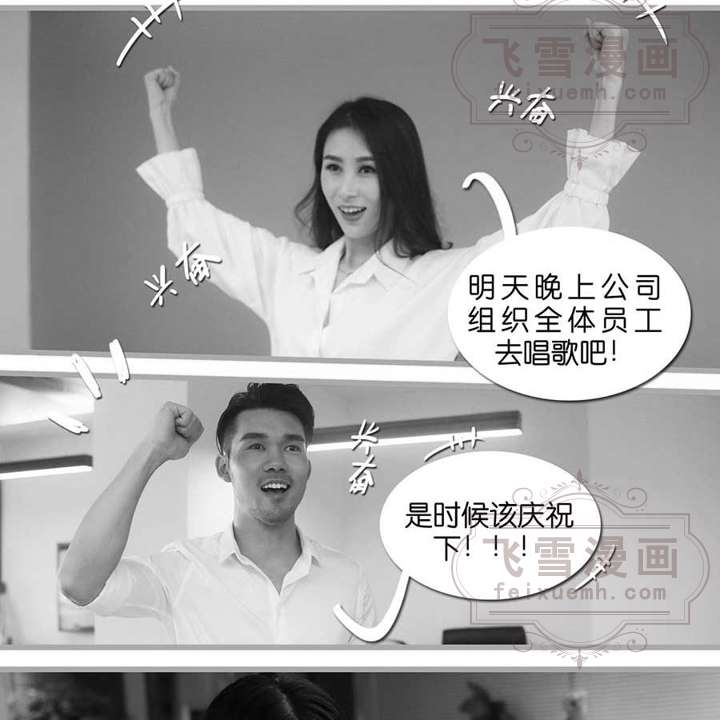 飞雪漫画
feixuemh.com
兴奋
兴奋
明天晚上公司
组织全体员工
去唱歌吧！
兴奋
是时候该庆祝
下！！！
飞雪漫画
feixuemh.com